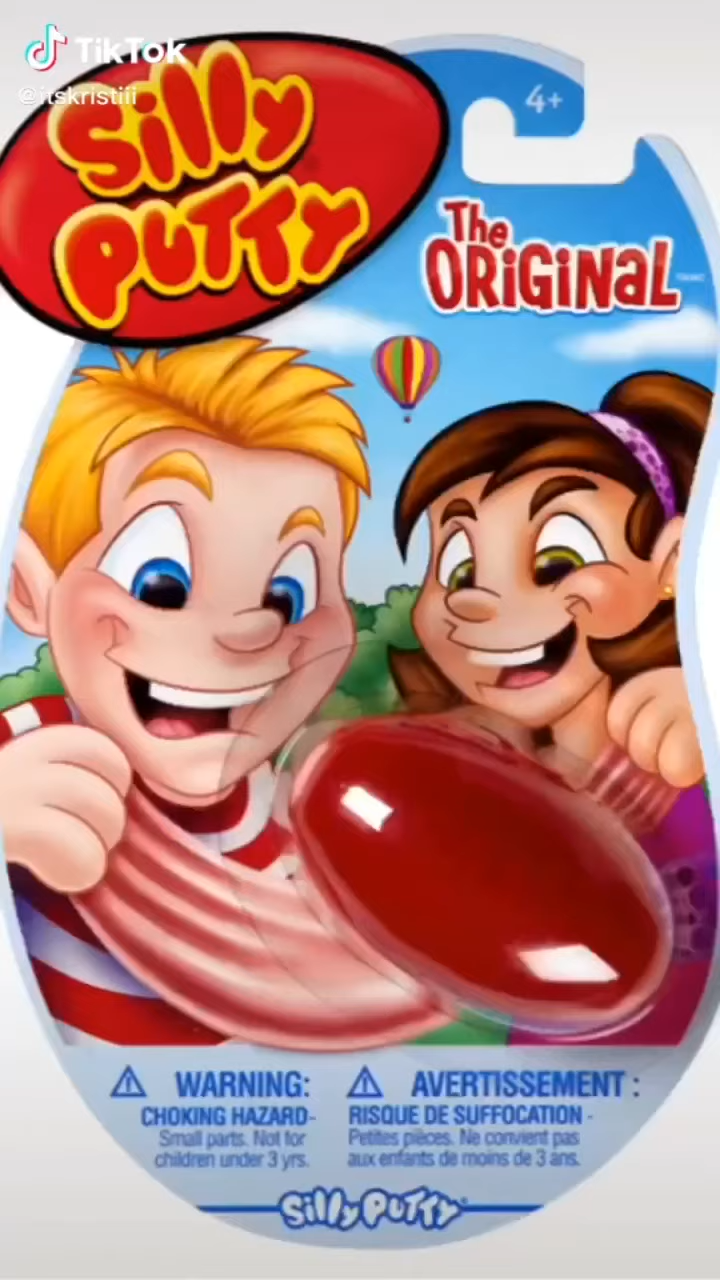 TikTok
@itskristiii
Silly
PUTTY
4+
The
ORiGiNaL
WARNING:
CHOKING HAZARD-
Small parts. Not for
children under 3 yrs.
AVERTISSEMENT :
RISQUE DE SUFFOCATION -
Petites pièces. Ne convient pas
aux enfants de moins de 3 ans.
Silly PuTTy